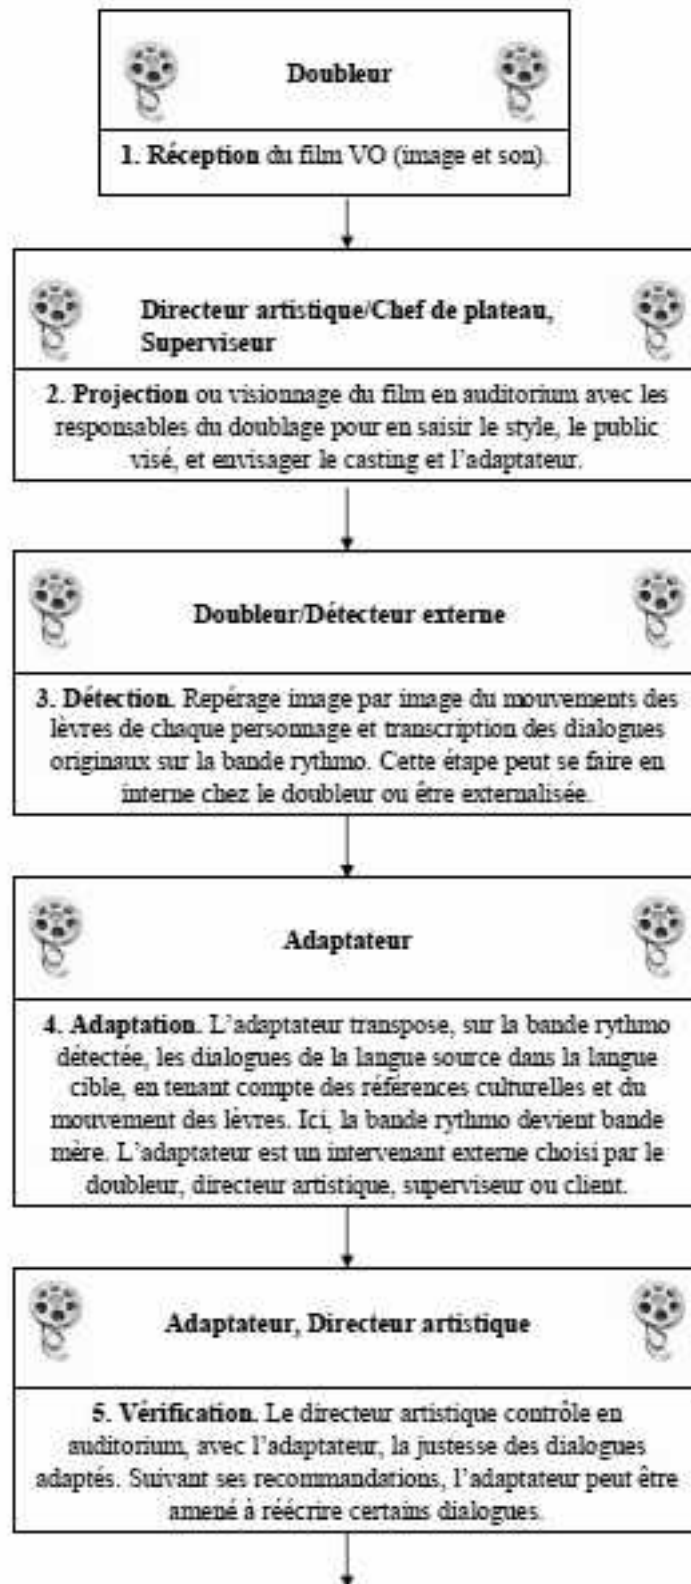 Doubleur
1. Réception du film VO (image et son).
Directeur artistique/Chef de plateau,
Superviseur
2. Projection ou visionnage du film en auditorium avec les
responsables du doublage pour en saisir le style, le public
visé, et envisager le casting et l'adaptateur.
Doubleur/Détecteur externe
3. Détection. Repérage image par image du mouvements des
lèvres de chaque personnage et transcription des dialogues
originaux sur la bande rythmo. Cette étape peut se faire en
interne chez le doubleur ou être externalisée.
Adaptateur
4. Adaptation. L'adaptateur transpose, sur la bande rythmo
détectée, les dialogues de la langue source dans la langue
cible, en tenant compte des références culturelles et du
mouvement des lèvres. Ici, la bande rythmo devient bande
mère. L'adaptateur est un intervenant externe choisi par le
doubleur, directeur artistique, superviseur ou client.
Adaptateur, Directeur artistique
5. Vérification. Le directeur artistique contrôle en
auditorium, avec l'adaptateur, la justesse des dialogues
adaptés. Suivant ses recommandations, l'adaptateur peut être
amené à réécrire certains dialogues.